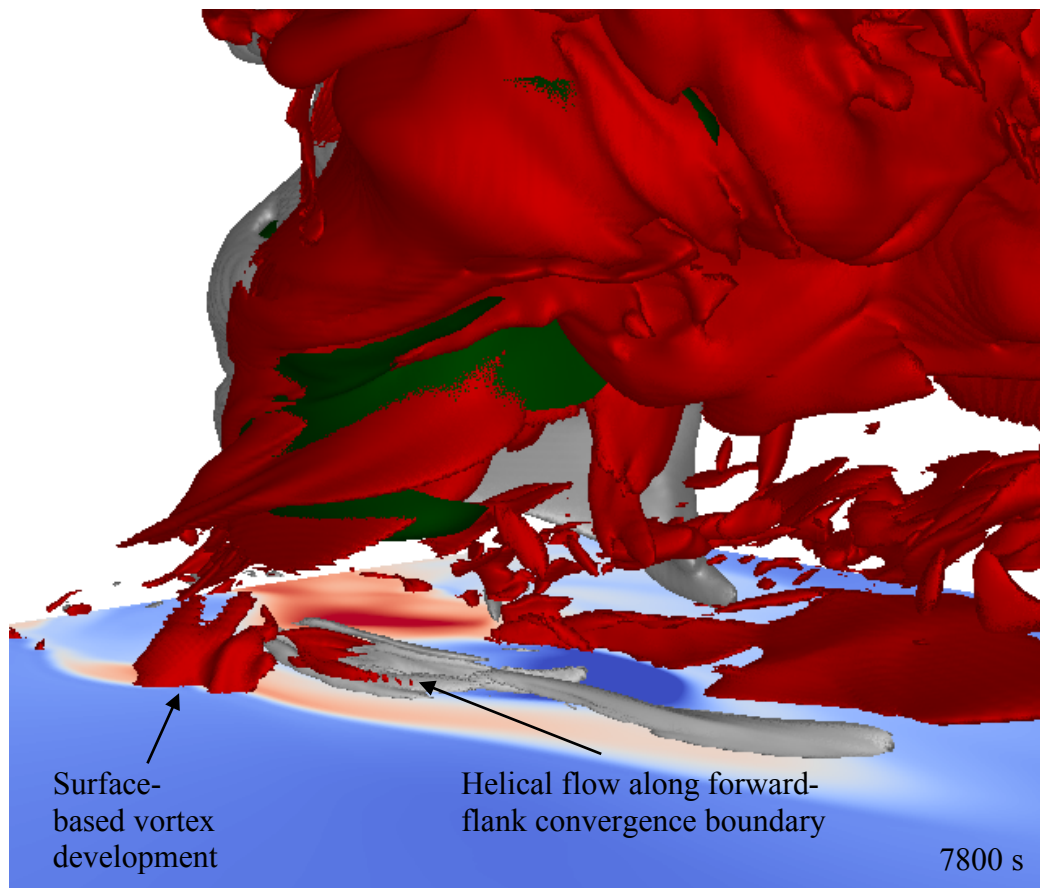 Surface-
based vortex
development
Helical flow along forward-
flank convergence boundary
7800 s